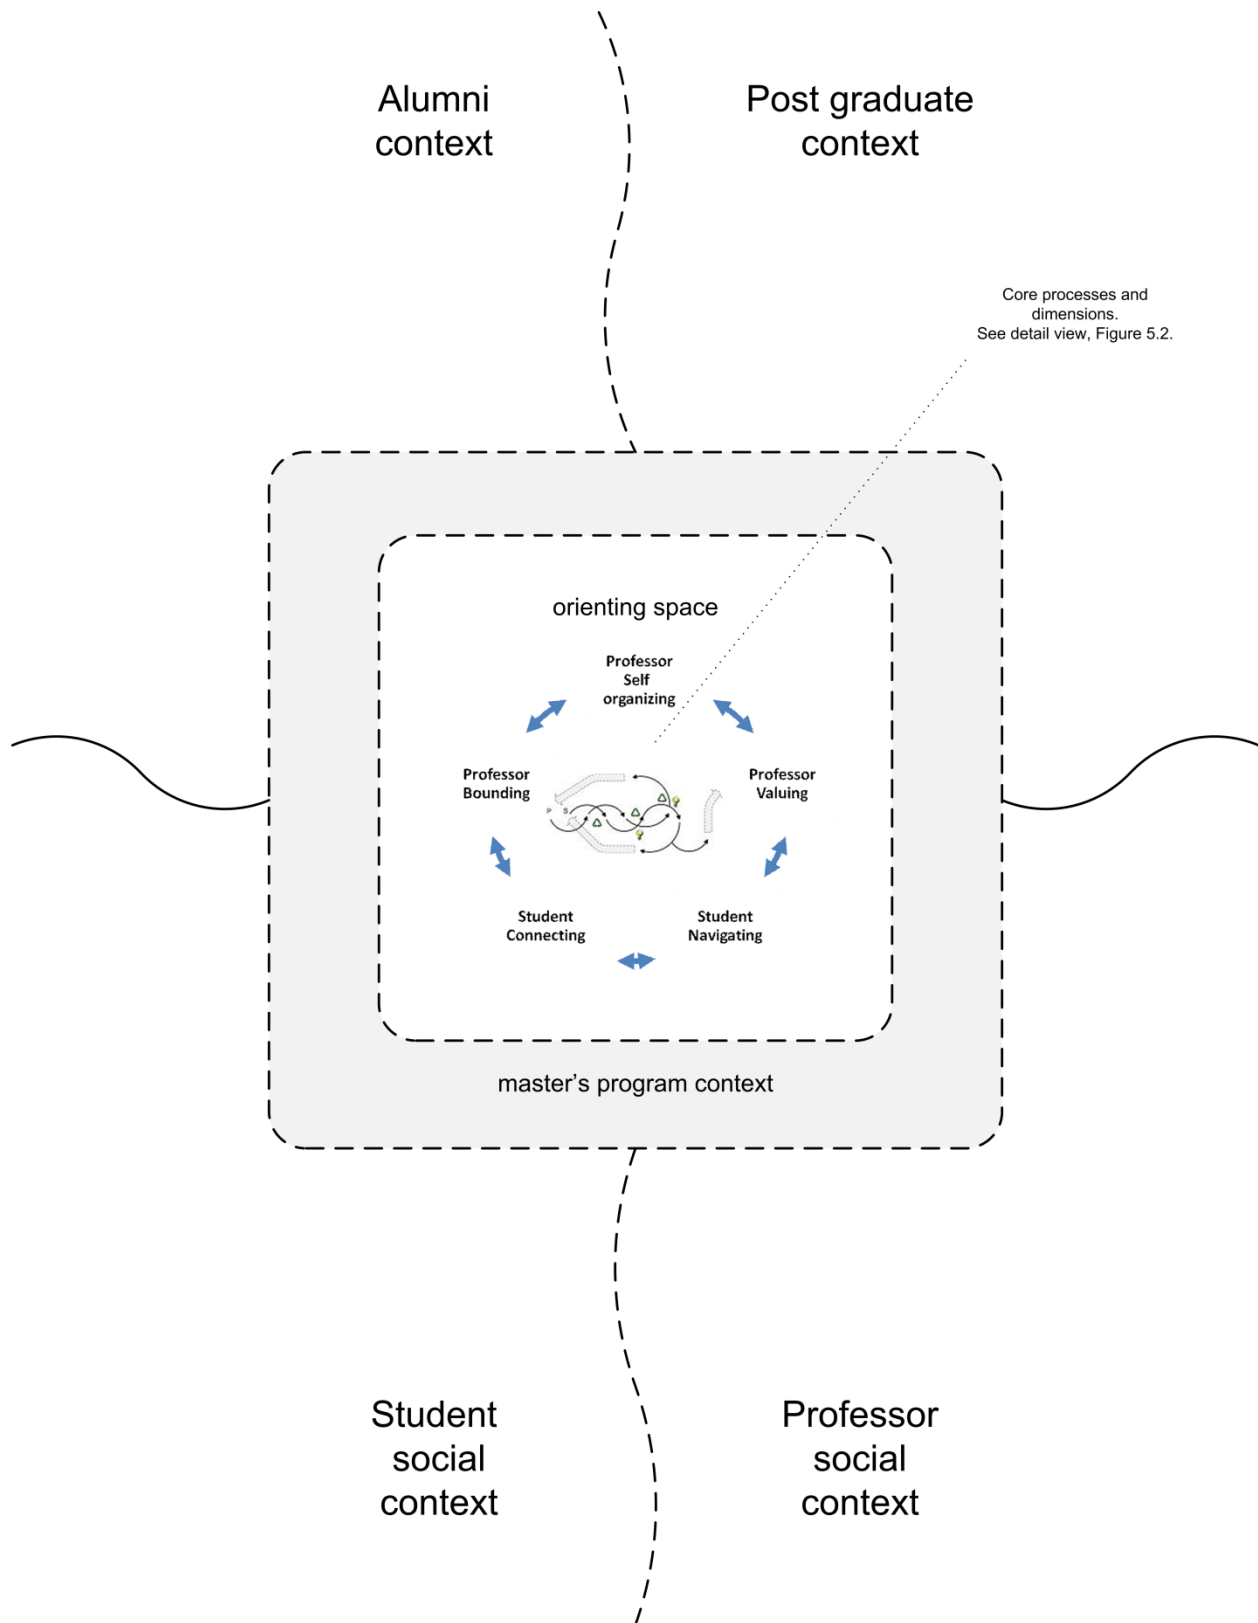 Alumni
context
Post graduate
context
Core processes and
dimensions.
See detail view, Figure 5.2.
orienting space
Professor
Self
organizing
Professor
Bounding
Professor
Valuing
P S
Student
Connecting
Student
Navigating
master’s program context
Student
social
context
Professor
social
context